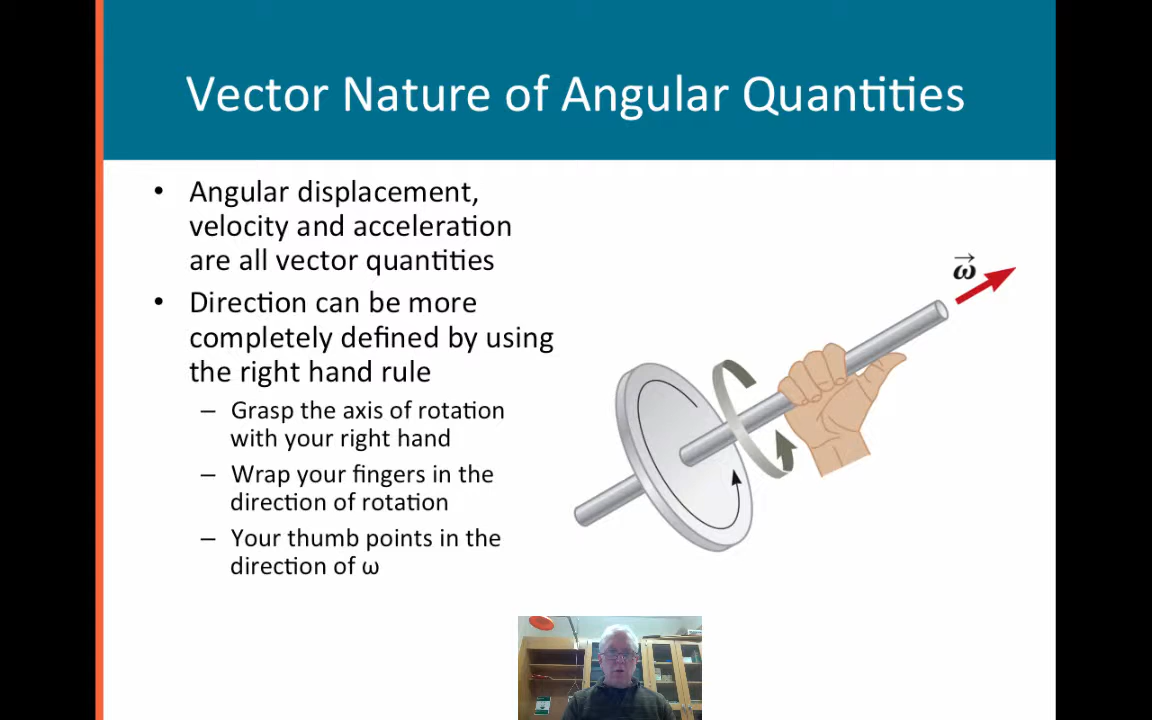 Vector Nature of Angular Quantities
• Angular displacement,
velocity and acceleration
are all vector quantities
• Direction can be more
completely defined by using
the right hand rule
– Grasp the axis of rotation
with your right hand
– Wrap your fingers in the
direction of rotation
– Your thumb points in the
direction of ω
ω⃗